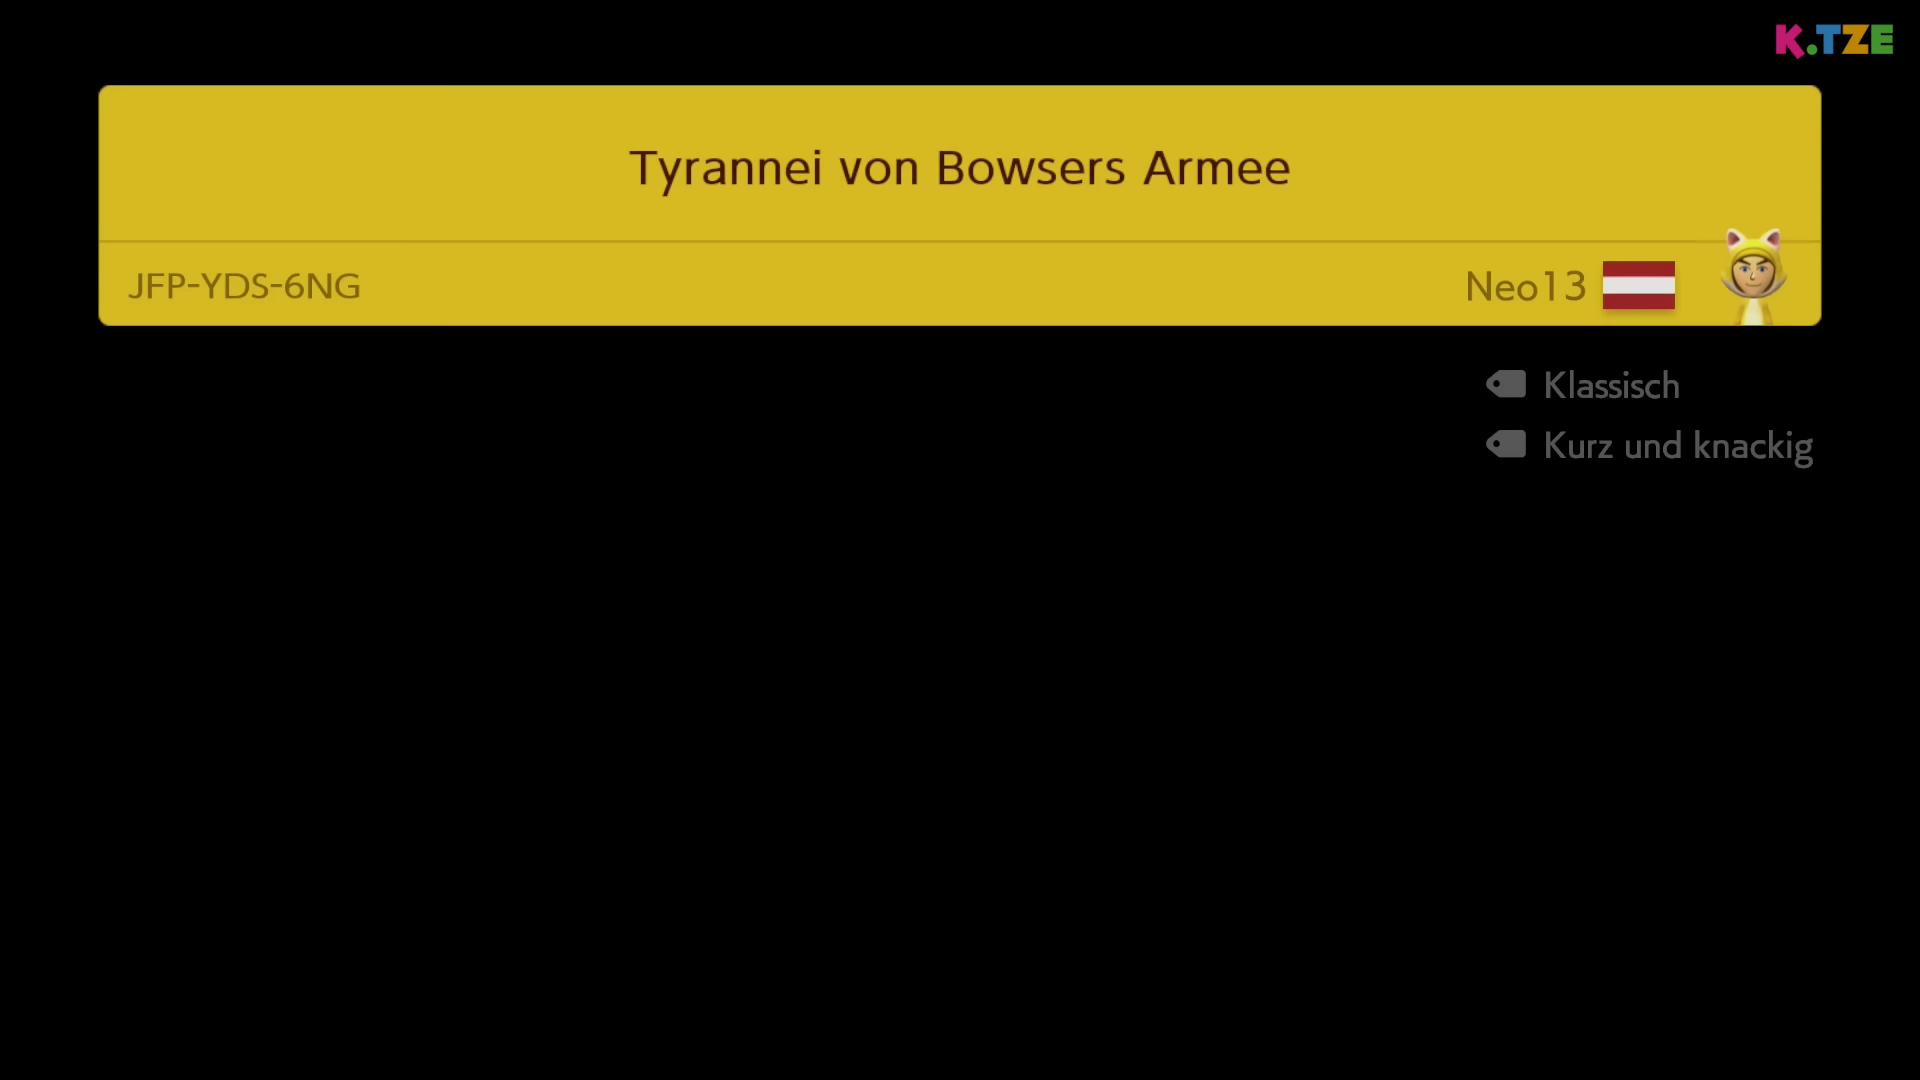 K.TZE
Tyrannei von Bowsers Armee
JFP-YDS-6NG
Neo13
Klassisch
Kurz und knackig